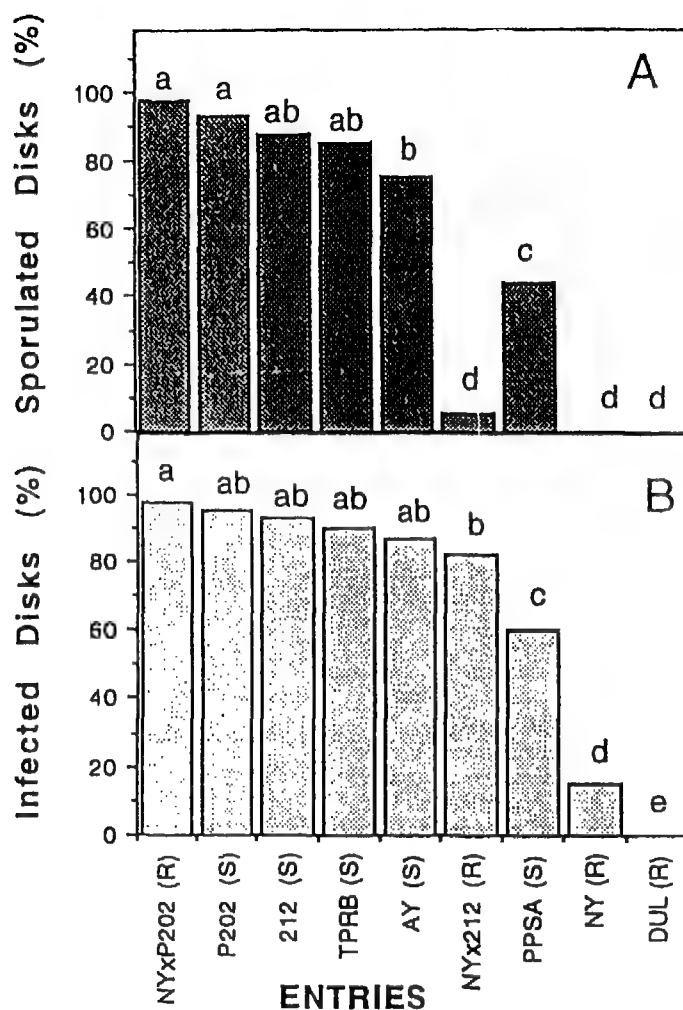 A
Sporulated Disks (%)
100
80
60
40
20
0
a
a
ab
ab
b
d
c
d
d
B
Infected Disks (%)
100
80
60
40
20
0
a
ab
ab
ab
ab
b
c
d
e
NYxP202 (R)
P202 (S)
212 (S)
TPRB (S)
AY (S)
NYx212 (R)
PPSA (S)
NY (R)
DUL (R)
ENTRIES